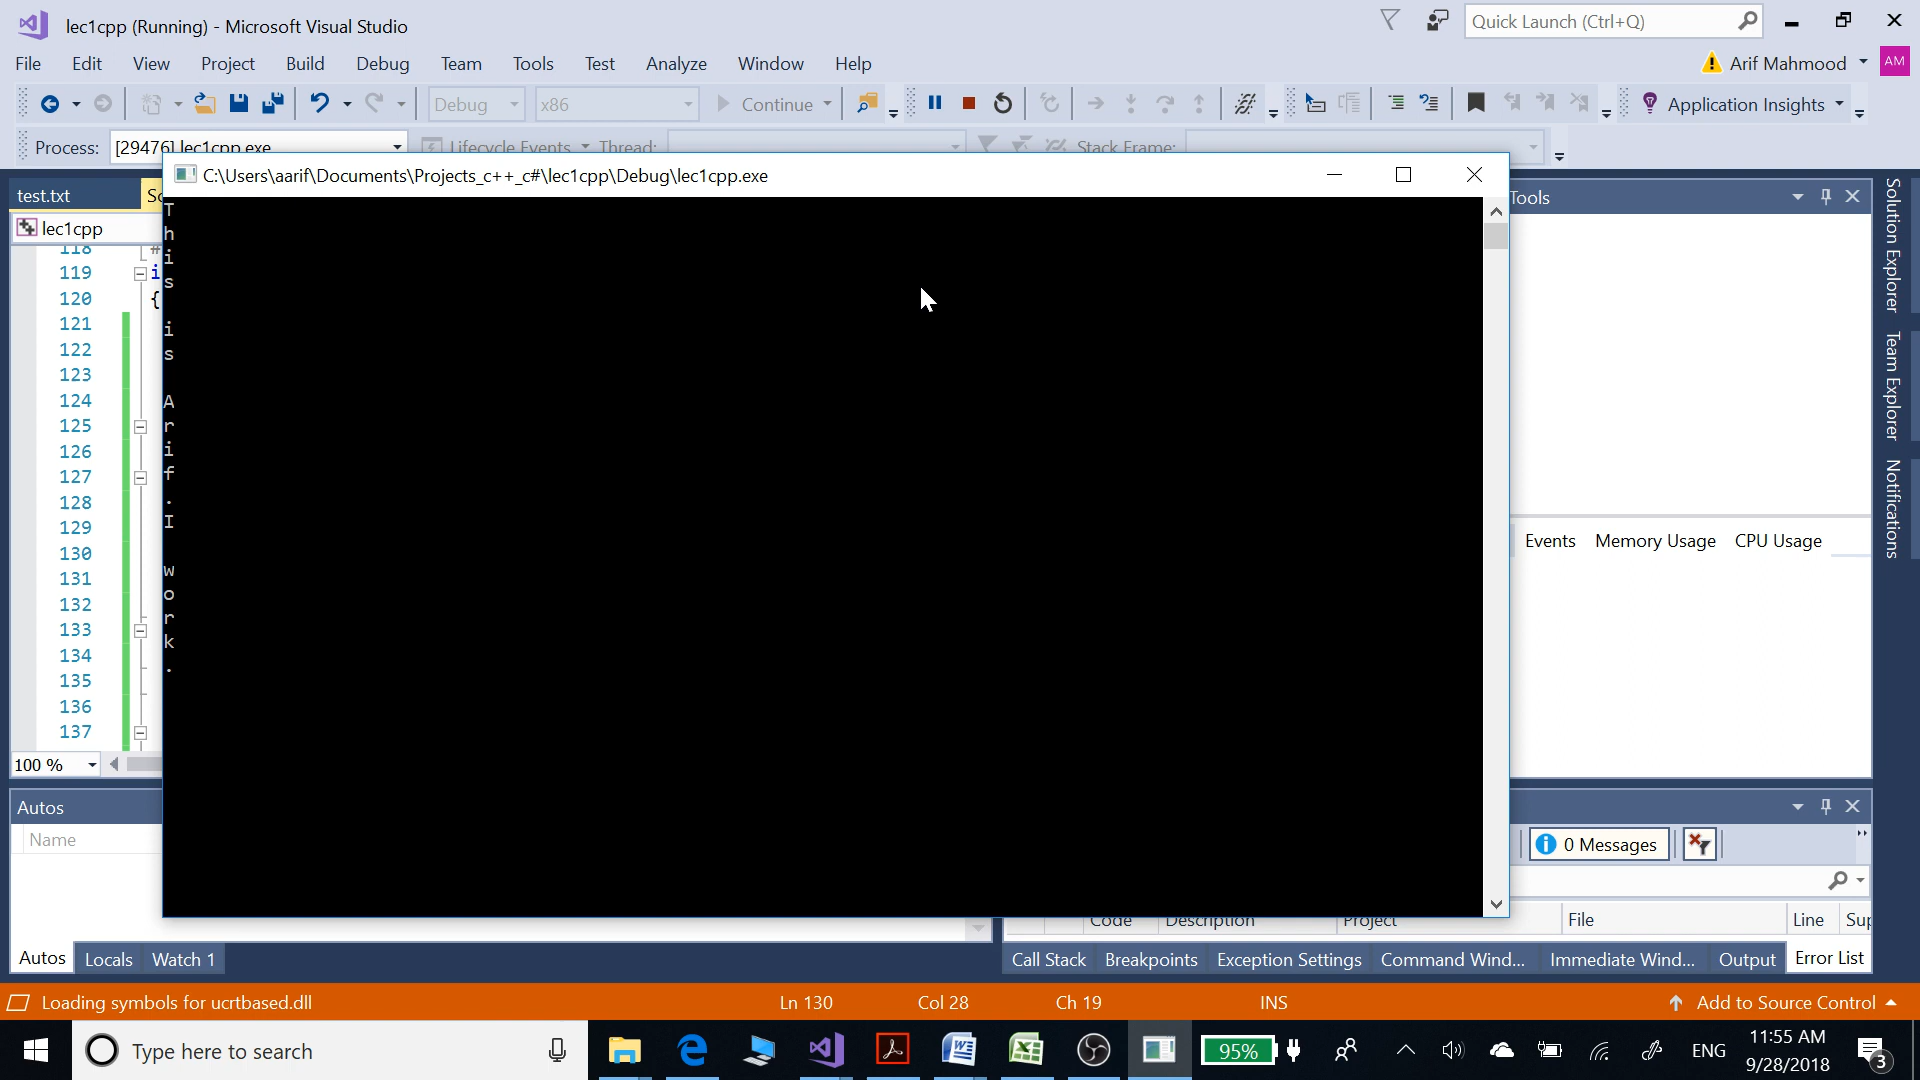 lec1cpp (Running) - Microsoft Visual Studio
Quick Launch (Ctrl+Q)
File Edit View Project Build Debug Team Tools Test Analyze Window Help
Arif Mahmood AM
Debug x86 Continue Application Insights
Process: [29476] lec1cpp.exe Lifecycle Events Thread: Stack Frame:
C:\Users\aarif\Documents\Projects_c++_c#\lec1cpp\Debug\lec1cpp.exe
test.txt
Tools
lec1cpp
Solution Explorer
Team Explorer
Notifications
118 #
119 i
120 {
121
122
123
124
125
126
127
128
129
130
131
132
133
134
135
136
137
T
h
i
s
i
s
A
r
i
f
.
I
w
o
r
k
.
Events Memory Usage CPU Usage
100 %
Autos
Name
0 Messages
Code Description Project File Line
Autos Locals Watch 1
Call Stack Breakpoints Exception Settings Command Wind... Immediate Wind... Output Error List
Loading symbols for ucrtbased.dll Ln 130 Col 28 Ch 19 INS Add to Source Control
Type here to search
95%
ENG
11:55 AM
9/28/2018
3